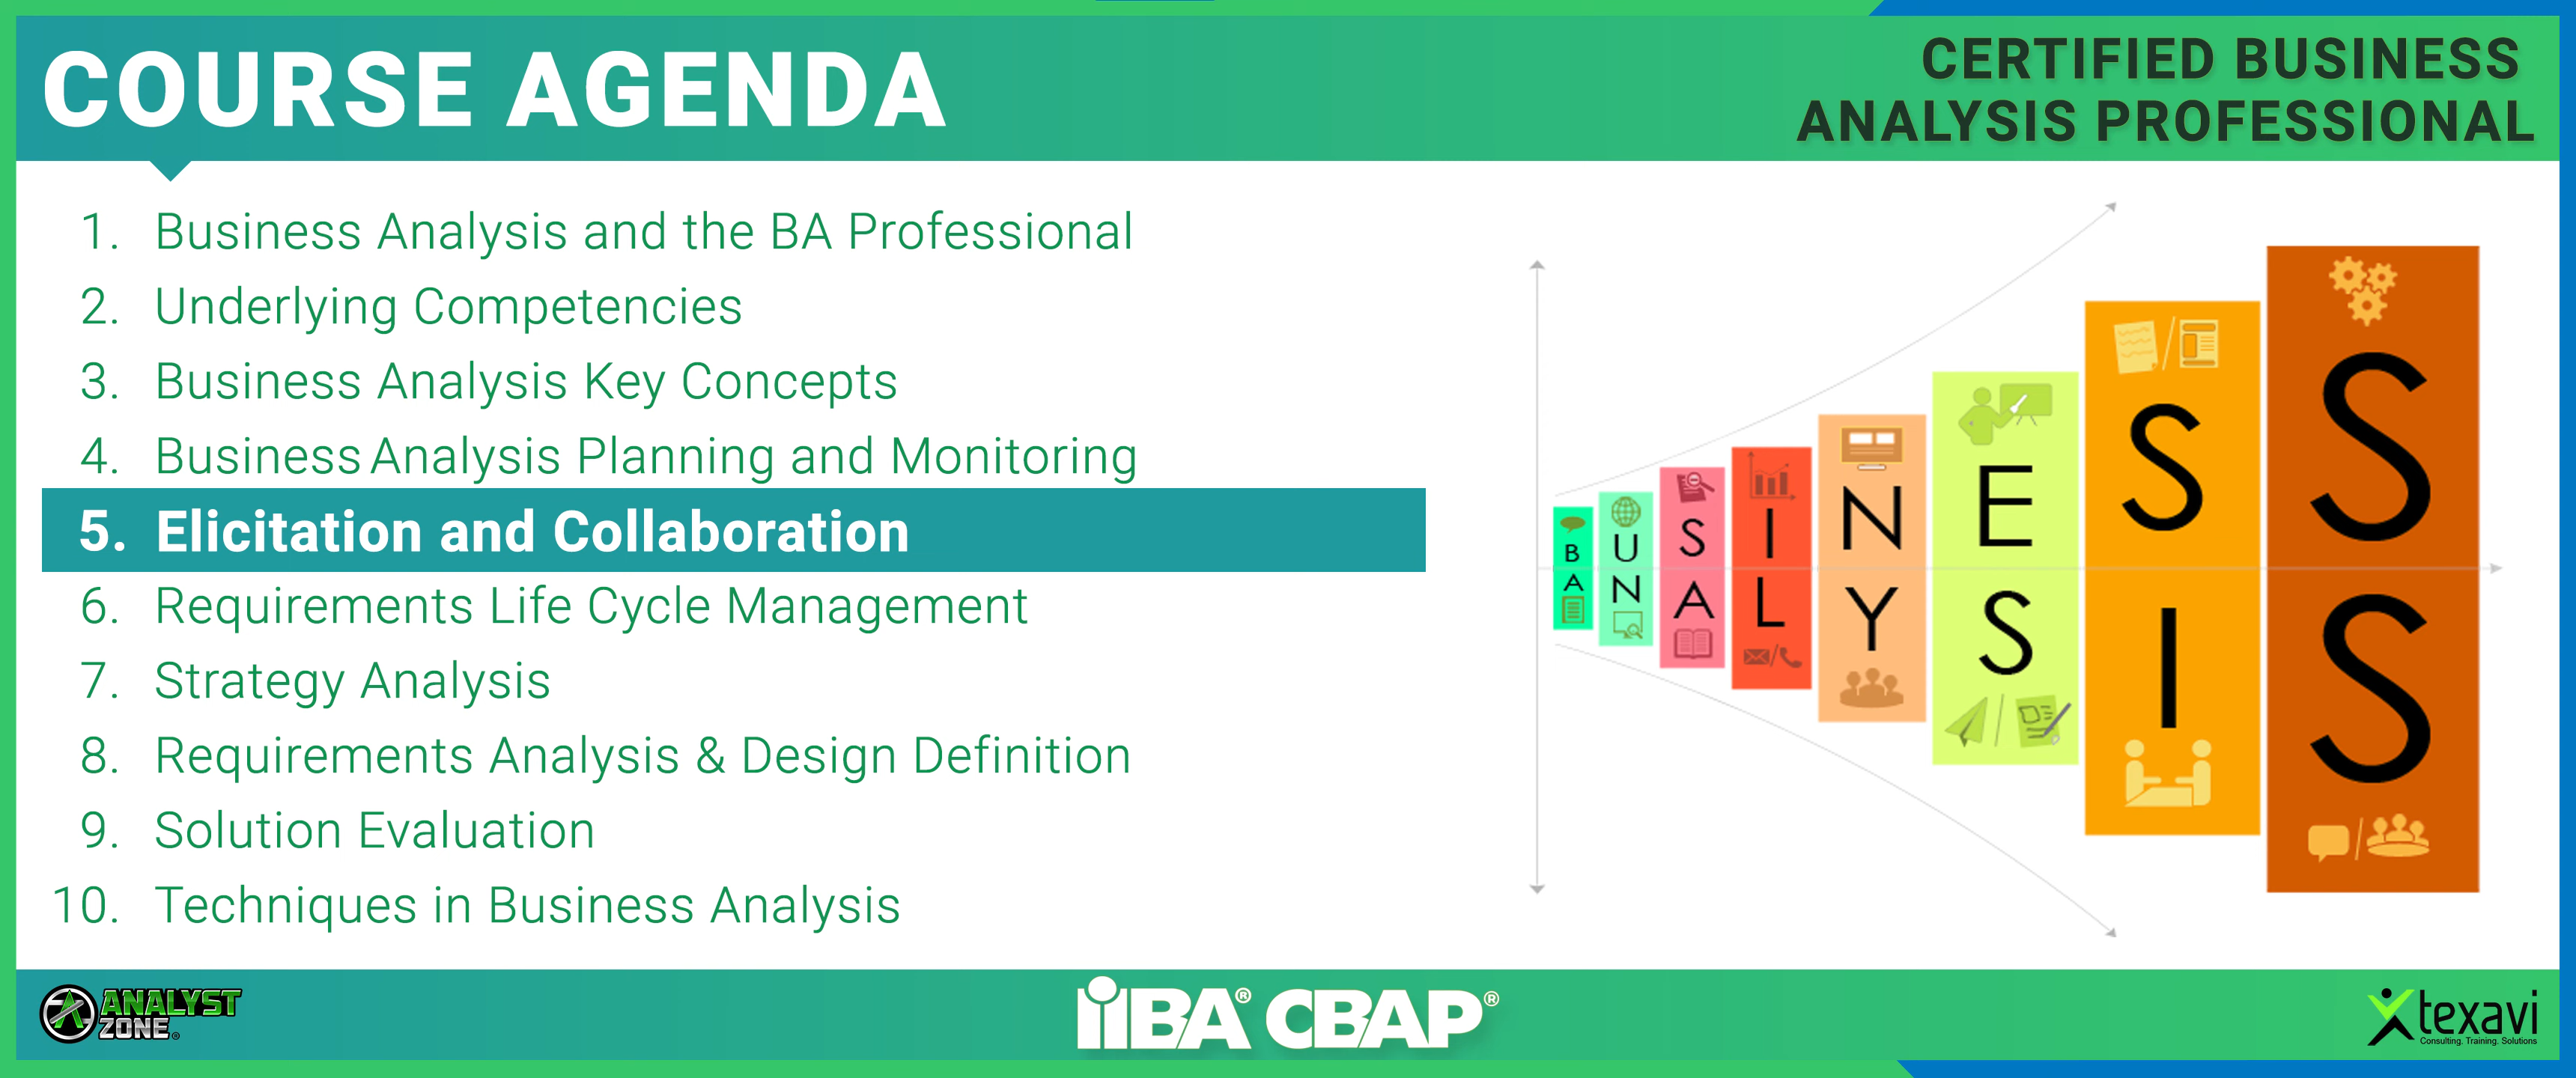 COURSE AGENDA
CERTIFIED BUSINESS
ANALYSIS PROFESSIONAL
1. Business Analysis and the BA Professional
2. Underlying Competencies
3. Business Analysis Key Concepts
4. Business Analysis Planning and Monitoring
5. Elicitation and Collaboration
6. Requirements Life Cycle Management
7. Strategy Analysis
8. Requirements Analysis & Design Definition
9. Solution Evaluation
10. Techniques in Business Analysis
B U S I N E S S
A N A L Y S I S
ANALYST
ZONE®
IIBA® CBAP®
texavi
Consulting. Training. Solutions